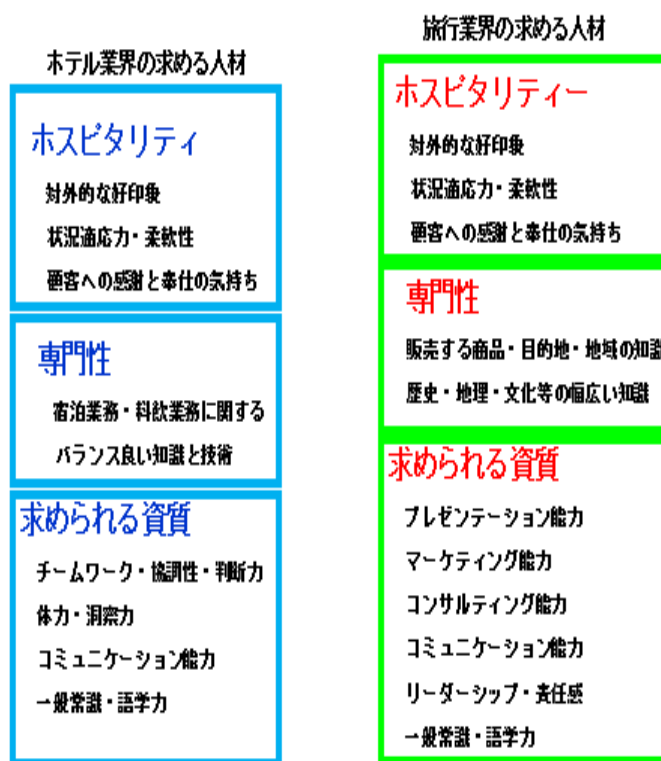 ホテル業界の求める人材
ホスピタリティ
対外的な好印象
状況適応力・柔軟性
顧客への感謝と奉仕の気持ち
専門性
宿泊業務・料飲業務に関する
バランス良い知識と技術
求められる資質
チームワーク・協調性・判断力
体力・洞察力
コミュニケーション能力
一般常識・語学力
旅行業界の求める人材
ホスピタリティー
対外的な好印象
状況適応力・柔軟性
顧客への感謝と奉仕の気持ち
専門性
販売する商品・目的地・地域の知識
歴史・地理・文化等の幅広い知識
求められる資質
プレゼンテーション能力
マーケティング能力
コンサルティング能力
コミュニケーション能力
リーダーシップ・責任感
一般常識・語学力